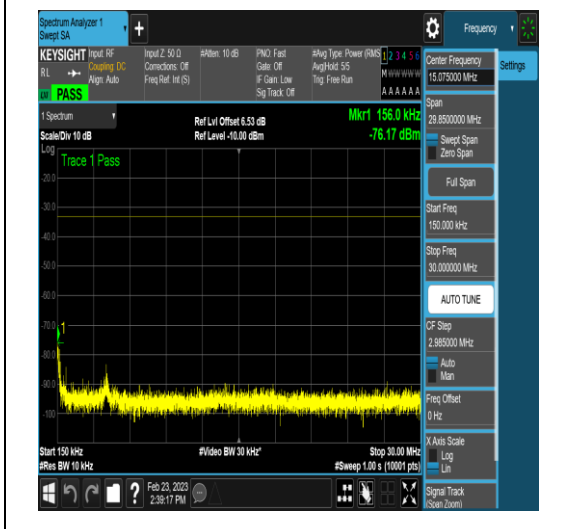 Spectrum Analyzer 1
Swept SA
+
Frequency
KEYSIGHT
RL
LXI
PASS
Input: RF
Coupling: DC
Align: Auto
Input Z: 50 Ω
Corrections: Off
Freq Ref: Int (S)
#Atten: 10 dB
PNO: Fast
Gate: Off
IF Gain: Low
Sig Track: Off
#Avg Type: Power (RMS
Avg|Hold: 5/5
Trig: Free Run
1 2 3 4 5 6
M W W W W W
A A A A A A
1 Spectrum
Scale/Div 10 dB
Ref Lvl Offset 6.53 dB
Ref Level -10.00 dBm
Mkr1 156.0 kHz
-76.17 dBm
Log
Trace 1 Pass
-20.0
-30.0
-40.0
-50.0
-60.0
-70.0
-80.0
-90.0
-100
1
Start 150 kHz
#Res BW 10 kHz
#Video BW 30 kHz*
Stop 30.00 MHz
#Sweep 1.00 s (10001 pts)
?
Feb 23, 2023
2:39:17 PM
Center Frequency
15.075000 MHz
Span
29.8500000 MHz
Swept Span
Zero Span
Full Span
Start Freq
150.000 kHz
Stop Freq
30.000000 MHz
AUTO TUNE
CF Step
2.985000 MHz
Auto
Man
Freq Offset
0 Hz
X Axis Scale
Log
Lin
Signal Track
(Span Zoom)
Settings